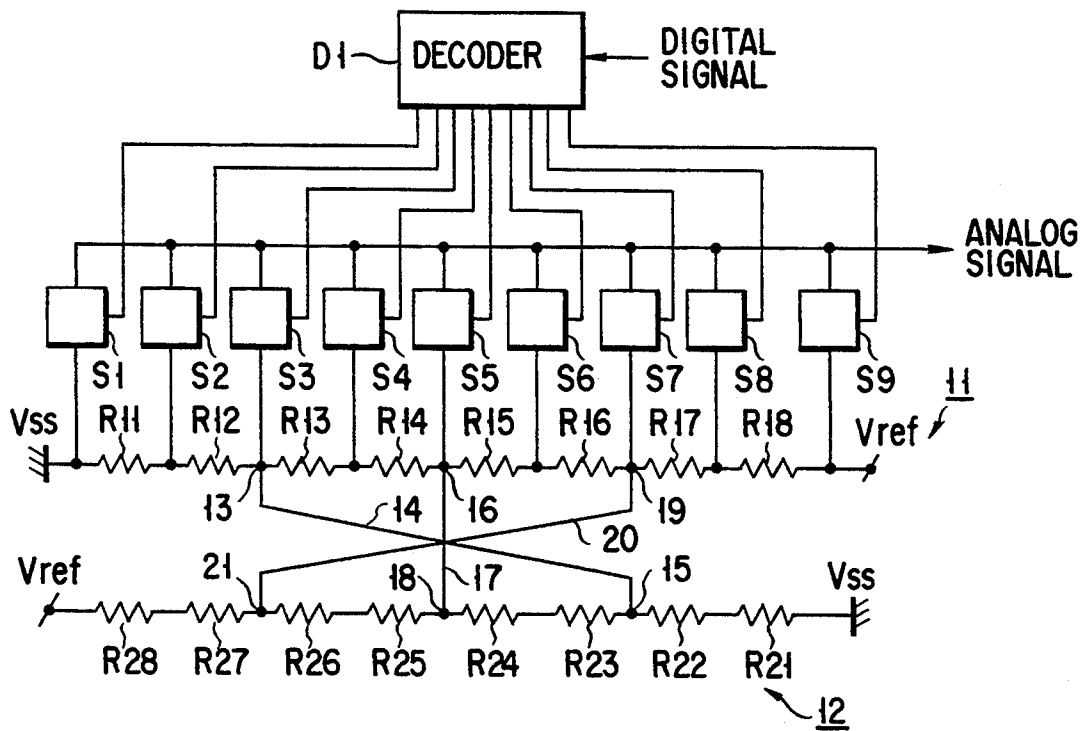 D1
DECODER
DIGITAL
SIGNAL
ANALOG
SIGNAL
S1 S2 S3 S4 S5 S6 S7 S8 S9
11
Vss R11 R12 R13 R14 R15 R16 R17 R18 Vref
13 14 16 20 19
Vref 21 18 17 15 Vss
R28 R27 R26 R25 R24 R23 R22 R21
12